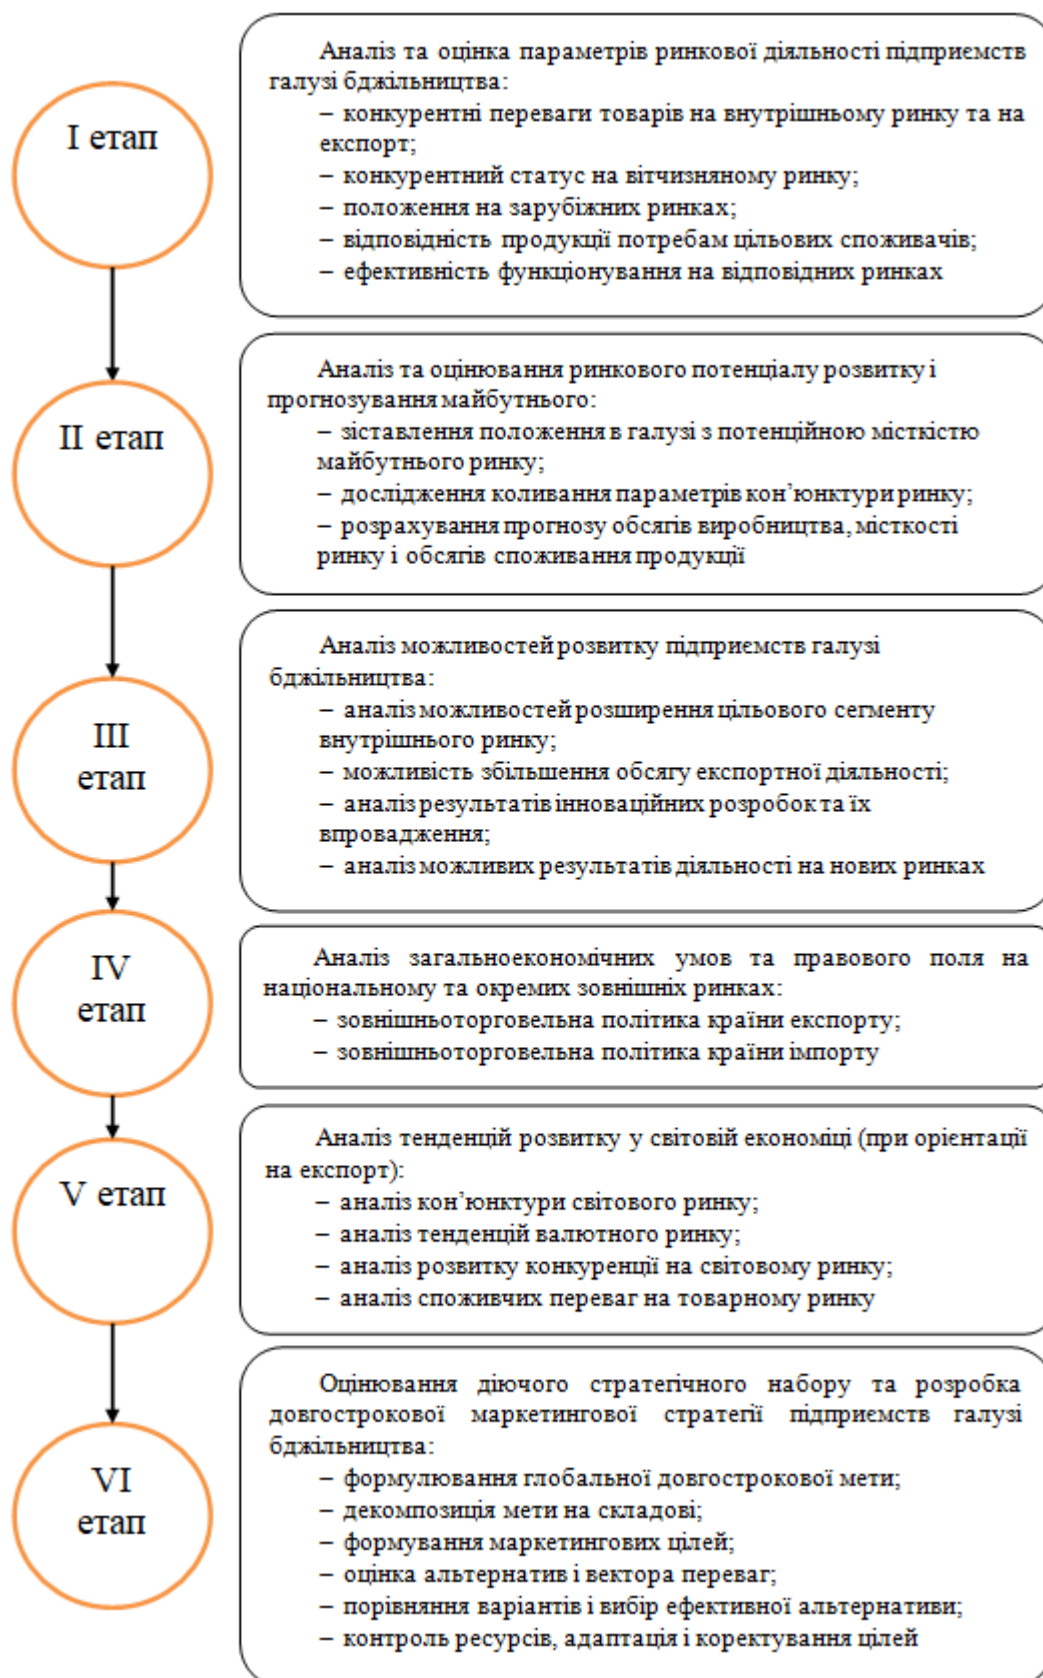 І етап
Аналіз та оцінка параметрів ринкової діяльності підприємств
галузі бджільництва:
– конкурентні переваги товарів на внутрішньому ринку та на
експорт;
– конкурентний статус на вітчизняному ринку;
– положення на зарубіжних ринках;
– відповідність продукції потребам цільових споживачів;
– ефективність функціонування на відповідних ринках
ІІ етап
Аналіз та оцінювання ринкового потенціалу розвитку і
прогнозування майбутнього:
– зіставлення положення в галузі з потенційною місткістю
майбутнього ринку;
– дослідження коливання параметрів кон’юнктури ринку;
– розрахування прогнозу обсягів виробництва, місткості
ринку і обсягів споживання продукції
ІІІ
етап
Аналіз можливостей розвитку підприємств галузі
бджільництва:
– аналіз можливостей розширення цільового сегменту
внутрішнього ринку;
– можливість збільшення обсягу експортної діяльності;
– аналіз результатів інноваційних розробок та їх
впровадження;
– аналіз можливих результатів діяльності на нових ринках
IV
етап
Аналіз загальноекономічних умов та правового поля на
національному та окремих зовнішніх ринках:
– зовнішньоторговельна політика країни експорту;
– зовнішньоторговельна політика країни імпорту
V етап
Аналіз тенденцій розвитку у світовій економіці (при орієнтації
на експорт):
– аналіз кон’юнктури світового ринку;
– аналіз тенденцій валютного ринку;
– аналіз розвитку конкуренції на світовому ринку;
– аналіз споживчих переваг на товарному ринку
VI
етап
Оцінювання діючого стратегічного набору та розробка
довгострокової маркетингової стратегії підприємств галузі
бджільництва:
– формулювання глобальної довгострокової мети;
– декомпозиція мети на складові;
– формування маркетингових цілей;
– оцінка альтернатив і вектора переваг;
– порівняння варіантів і вибір ефективної альтернативи;
– контроль ресурсів, адаптація і коректування цілей